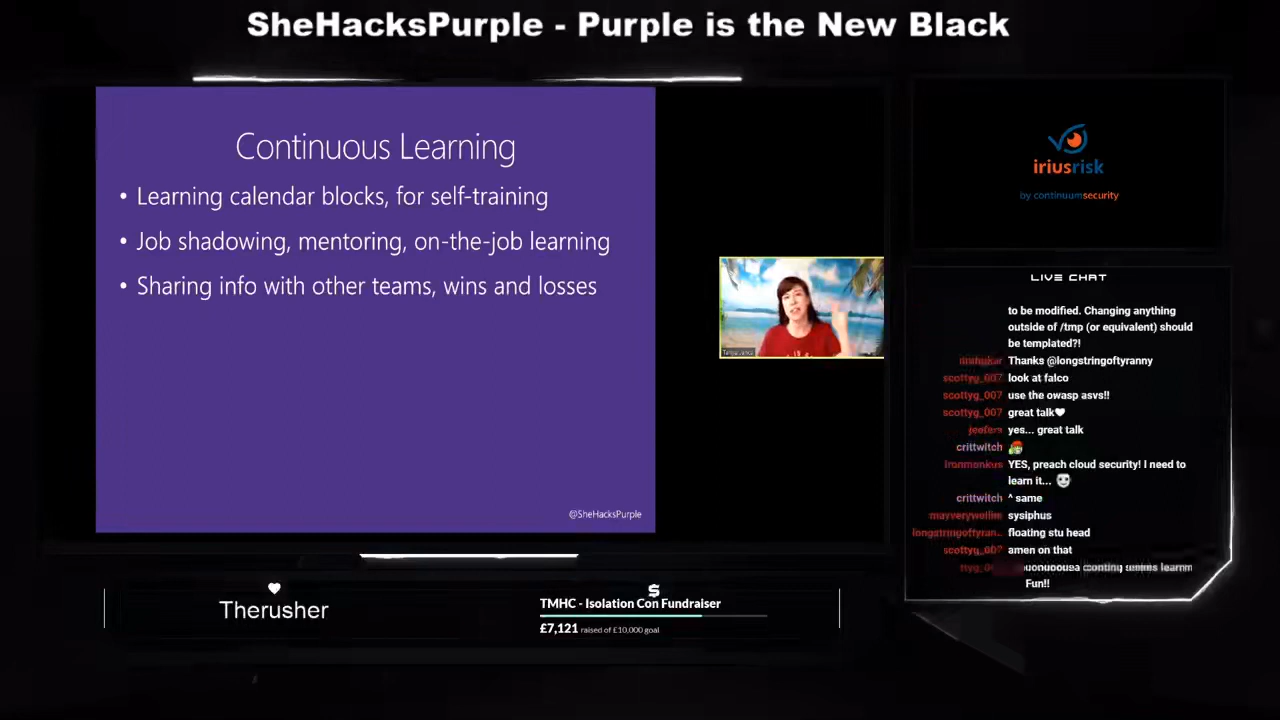 SheHacksPurple - Purple is the New Black
Continuous Learning
• Learning calendar blocks, for self-training
• Job shadowing, mentoring, on-the-job learning
• Sharing info with other teams, wins and losses
@SheHacksPurple
iriusrisk
by continuumsecurity
LIVE CHAT
to be modified. Changing anything
outside of /tmp (or equivalent) should
be templated?!
Thanks @longstringoftyranny
scottyg_007 look at falco
scottyg_007 use the owasp asvs!!
scottyg_007 great talk♥
yes... great talk
crittwitch
ironmonkus YES, preach cloud security! I need to
learn it...
crittwitch ^ same
sysiphus
longstringoftyran... floating stu head
scottyg_007 amen on that
Fun!!
Therusher
TMHC - Isolation Con Fundraiser
£7,121 raised of £10,000 goal